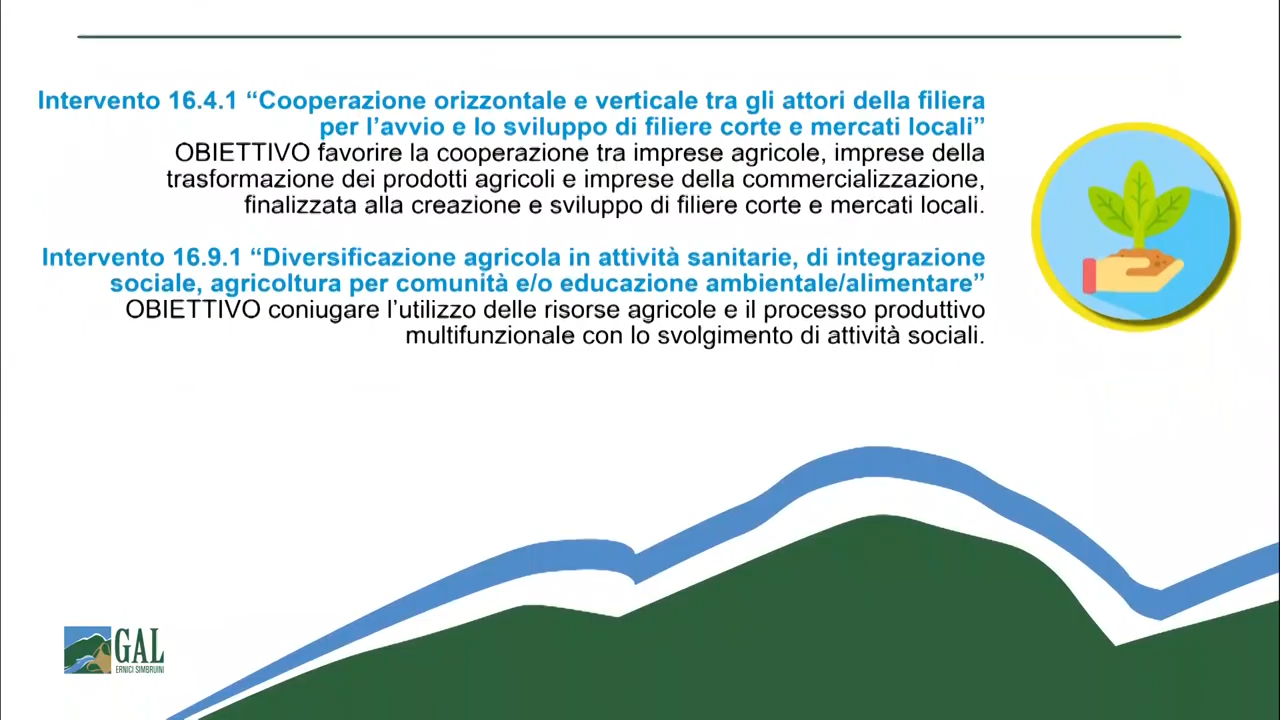 Intervento 16.4.1 “Cooperazione orizzontale e verticale tra gli attori della filiera
per l’avvio e lo sviluppo di filiere corte e mercati locali”
OBIETTIVO favorire la cooperazione tra imprese agricole, imprese della
trasformazione dei prodotti agricoli e imprese della commercializzazione,
finalizzata alla creazione e sviluppo di filiere corte e mercati locali.
Intervento 16.9.1 “Diversificazione agricola in attività sanitarie, di integrazione
sociale, agricoltura per comunità e/o educazione ambientale/alimentare”
OBIETTIVO coniugare l’utilizzo delle risorse agricole e il processo produttivo
multifunzionale con lo svolgimento di attività sociali.
GAL
ERNICI SIMBRUINI